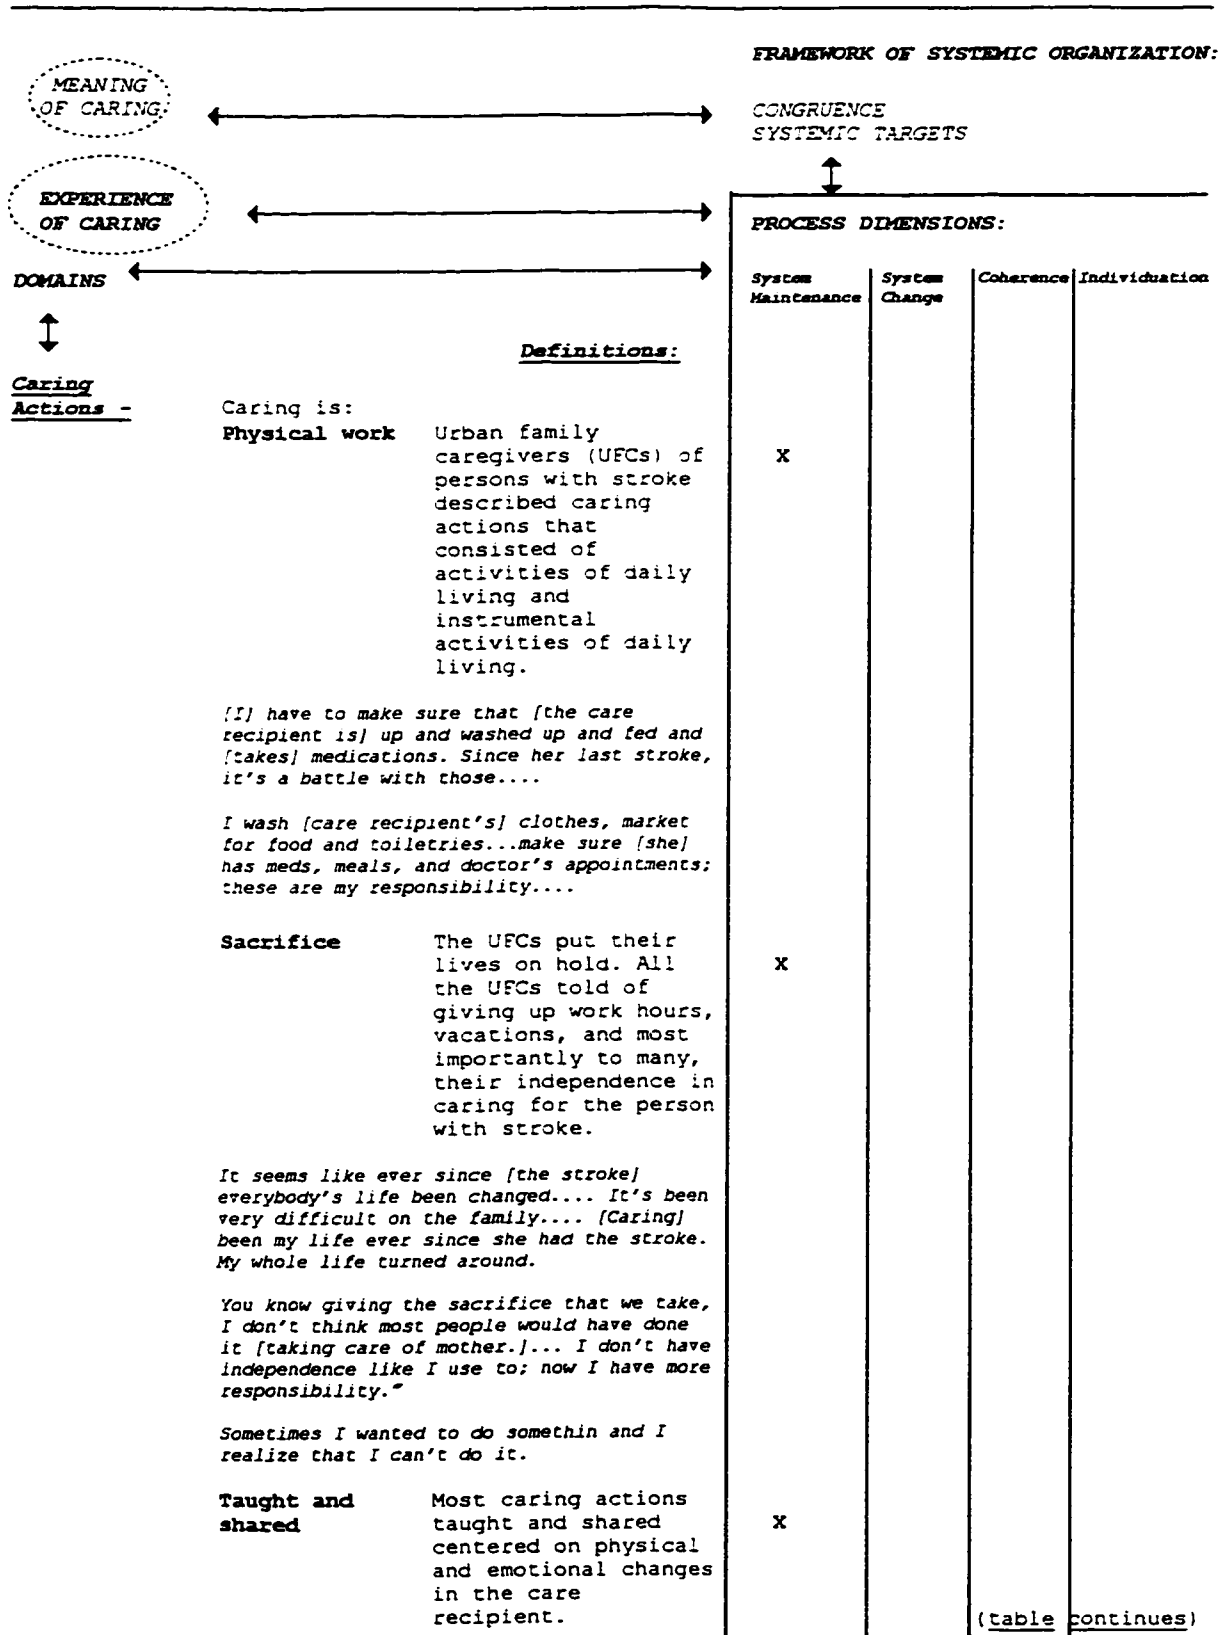 FRAMEWORK OF SYSTEMIC ORGANIZATION:
MEANING
OF CARING
CONGRUENCE
SYSTEMIC TARGETS
EXPERIENCE
OF CARING
PROCESS DIMENSIONS:
DOMAINS
System Maintenance
System Change
Coherence
Individuation
Definitions:
Caring
Actions -
Caring is:
Physical work
Urban family
caregivers (UFCs) of
X
persons with stroke
described caring
actions that
consisted of
activities of daily
living and
instrumental
activities of daily
living.
[I] have to make sure that [the care
recipient is] up and washed up and fed and
[takes] medications. Since her last stroke,
it's a battle with those....
I wash [care recipient's] clothes, market
for food and toiletries...make sure [she]
has meds, meals, and doctor's appointments;
these are my responsibility....
Sacrifice
The UFCs put their
lives on hold. All
X
the UFCs told of
giving up work hours,
vacations, and most
importantly to many,
their independence in
caring for the person
with stroke.
It seems like ever since [the stroke]
everybody's life been changed.... It's been
very difficult on the family.... [Caring]
been my life ever since she had the stroke.
My whole life turned around.
You know giving the sacrifice that we take,
I don't think most people would have done
it [taking care of mother.]... I don't have
independence like I use to; now I have more
responsibility."
Sometimes I wanted to do somethin and I
realize that I can't do it.
Taught and
shared
Most caring actions
taught and shared
X
centered on physical
and emotional changes
in the care
recipient.
(table continues)